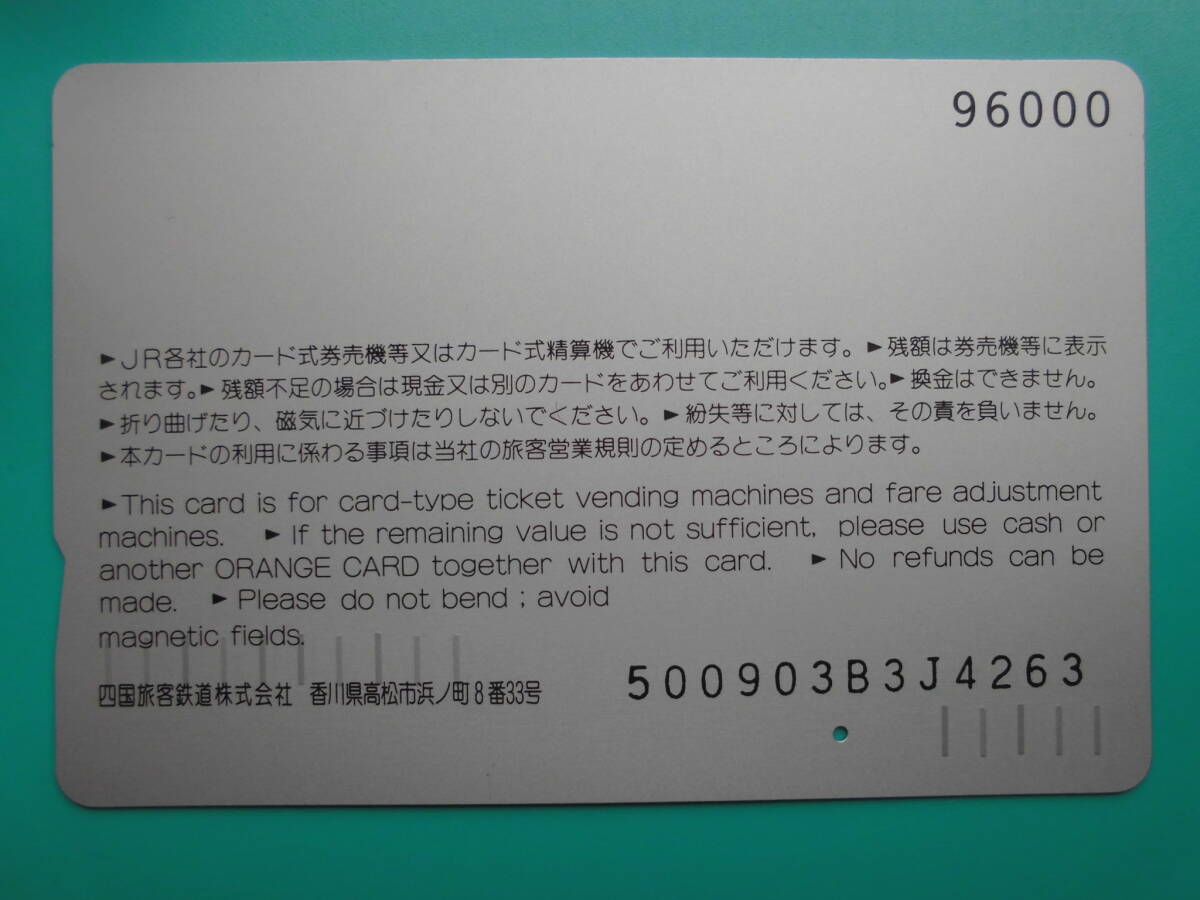 96000
►JR各社のカード式券売機等又はカード式精算機でご利用いただけます。►残額は券売機等に表示
されます。►残額不足の場合は現金又は別のカードをあわせてご利用ください。►換金はできません。
►折り曲げたり、磁気に近づけたりしないでください。►紛失等に対しては、その責を負いません。
►本カードの利用に係わる事項は当社の旅客営業規則の定めるところによります。
►This card is for card-type ticket vending machines and fare adjustment
machines. ►If the remaining value is not sufficient, please use cash or
another ORANGE CARD together with this card. ►No refunds can be
made. ►Please do not bend ; avoid
magnetic fields.
四国旅客鉄道株式会社 香川県高松市浜ノ町8番33号
500903B3J4263